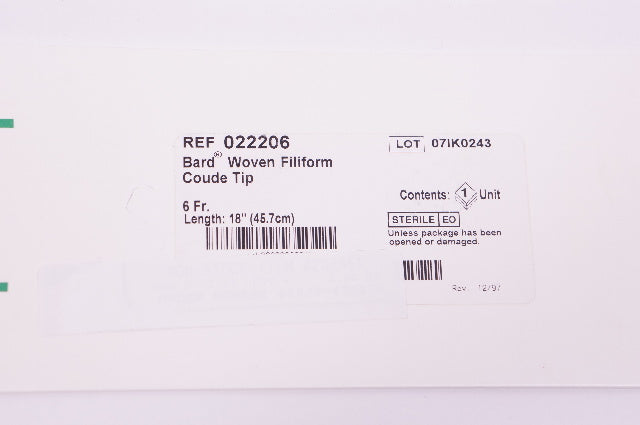 REF 022206
Bard® Woven Filiform
Coude Tip
6 Fr.
Length: 18" (45.7cm)
LOT 07IK0243
Contents: 1 Unit
STERILE EO
Unless package has been
opened or damaged.
Rev. 12/97